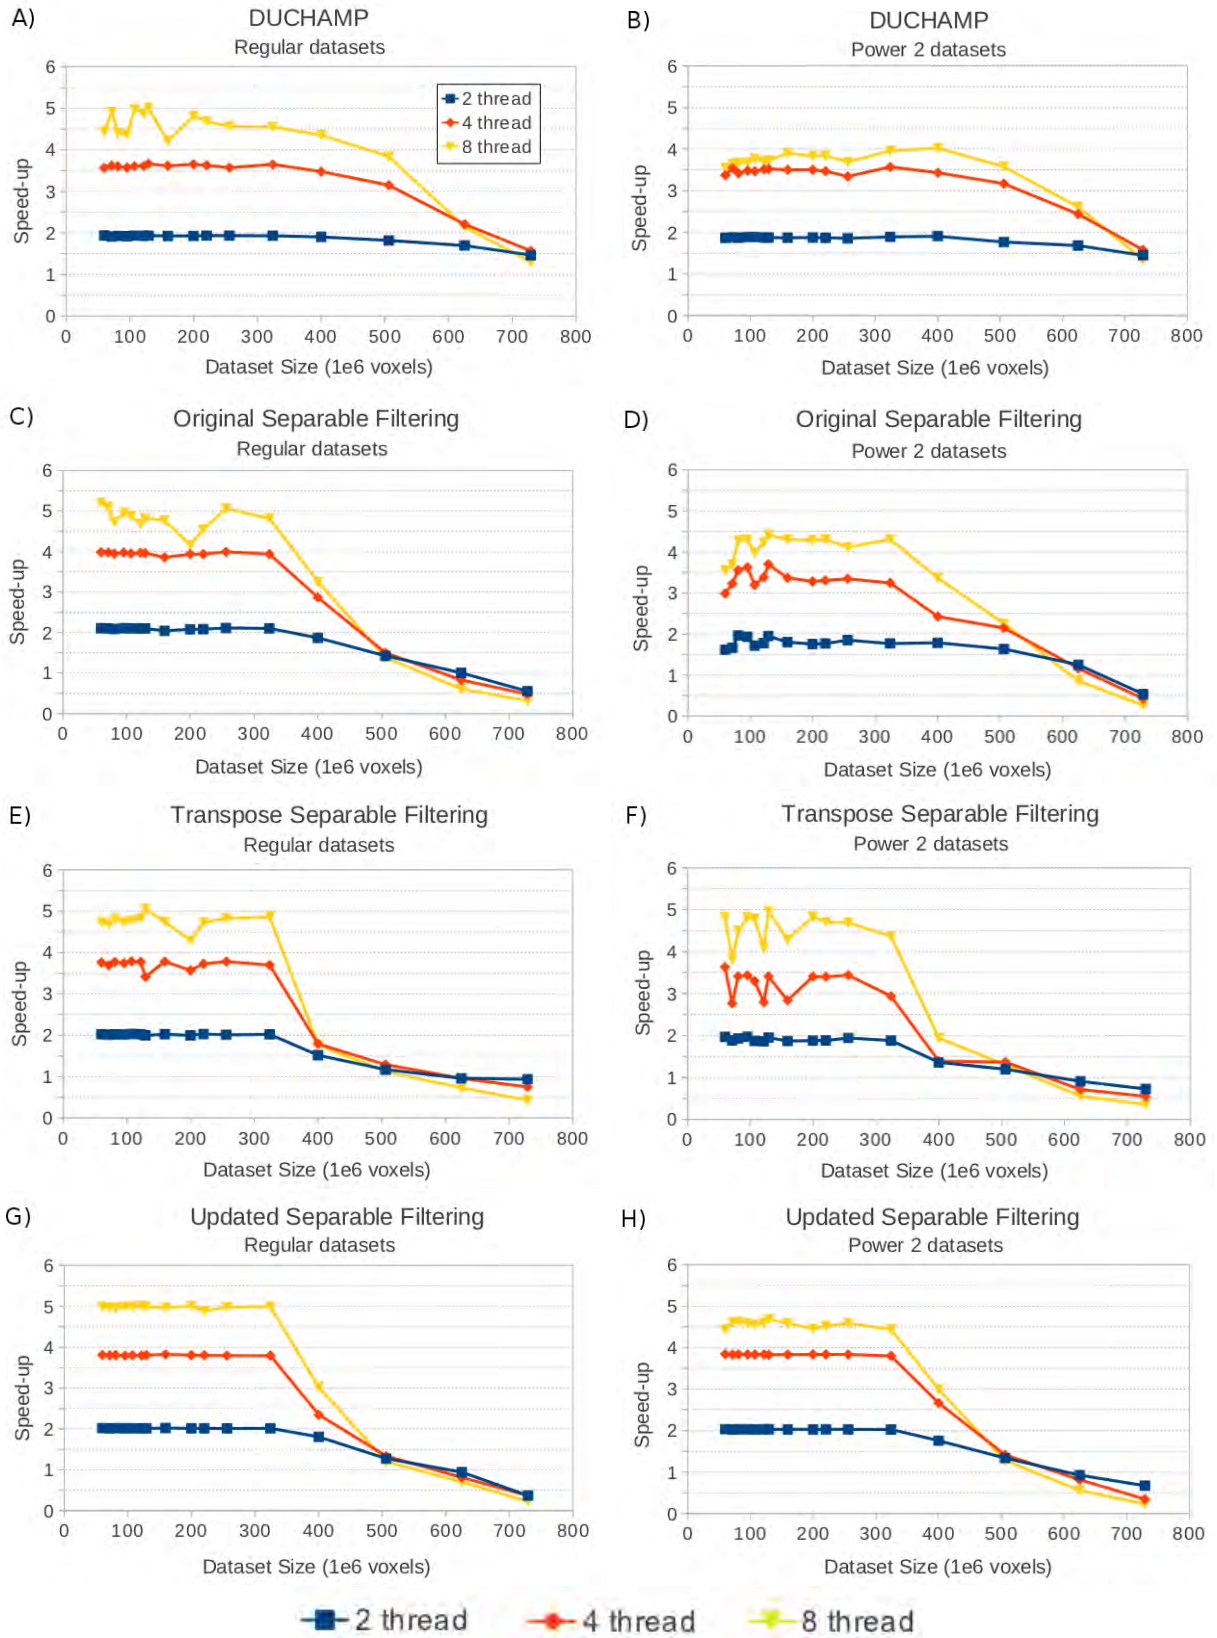 A)
DUCHAMP
Regular datasets
Speed-up
6
5
4
3
2
1
0
2 thread
4 thread
8 thread
0 100 200 300 400 500 600 700 800
Dataset Size (1e6 voxels)
B)
DUCHAMP
Power 2 datasets
Speed-up
6
5
4
3
2
1
0
0 100 200 300 400 500 600 700 800
Dataset Size (1e6 voxels)
C)
Original Separable Filtering
Regular datasets
Speed-up
6
5
4
3
2
1
0
0 100 200 300 400 500 600 700 800
Dataset Size (1e6 voxels)
D)
Original Separable Filtering
Power 2 datasets
Speed-up
6
5
4
3
2
1
0
0 100 200 300 400 500 600 700 800
Dataset Size (1e6 voxels)
E)
Transpose Separable Filtering
Regular datasets
Speed-up
6
5
4
3
2
1
0
0 100 200 300 400 500 600 700 800
Dataset Size (1e6 voxels)
F)
Transpose Separable Filtering
Power 2 datasets
Speed-up
6
5
4
3
2
1
0
0 100 200 300 400 500 600 700 800
Dataset Size (1e6 voxels)
G)
Updated Separable Filtering
Regular datasets
Speed-up
6
5
4
3
2
1
0
0 100 200 300 400 500 600 700 800
Dataset Size (1e6 voxels)
H)
Updated Separable Filtering
Power 2 datasets
Speed-up
6
5
4
3
2
1
0
0 100 200 300 400 500 600 700 800
Dataset Size (1e6 voxels)
2 thread 4 thread 8 thread